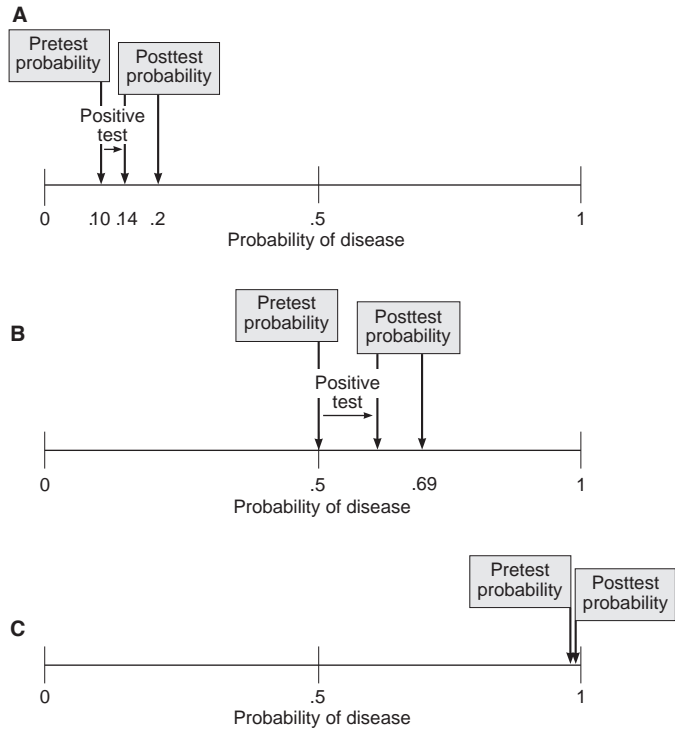 A
Pretest
probability
Posttest
probability
Positive
test
0 .10 .14 .2 .5 1
Probability of disease
B
Pretest
probability
Posttest
probability
Positive
test
0 .5 .69 1
Probability of disease
C
Pretest
probability
Posttest
probability
0 .5 1
Probability of disease